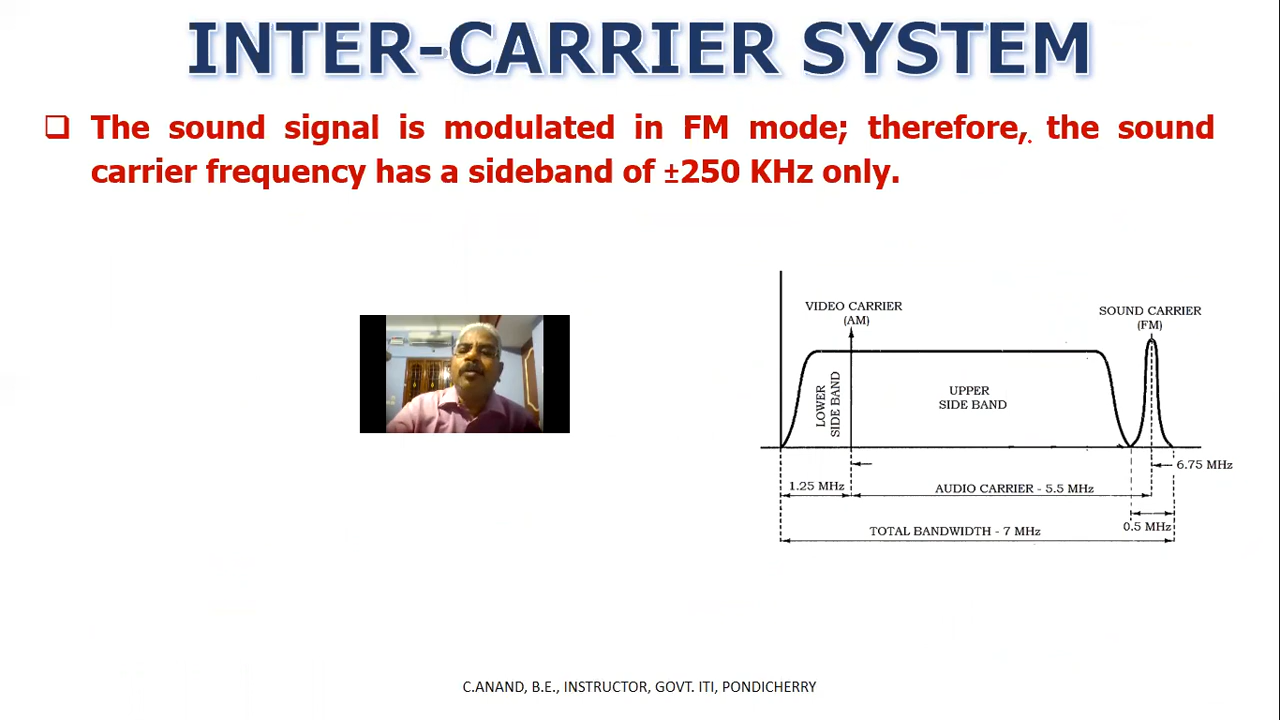 INTER-CARRIER SYSTEM
❑ The sound signal is modulated in FM mode; therefore, the sound
carrier frequency has a sideband of ±250 KHz only.
VIDEO CARRIER
(AM)
SOUND CARRIER
(FM)
LOWER
SIDE BAND
UPPER
SIDE BAND
6.75 MHz
1.25 MHz
AUDIO CARRIER - 5.5 MHz
0.5 MHz
TOTAL BANDWIDTH - 7 MHz
C.ANAND, B.E., INSTRUCTOR, GOVT. ITI, PONDICHERRY